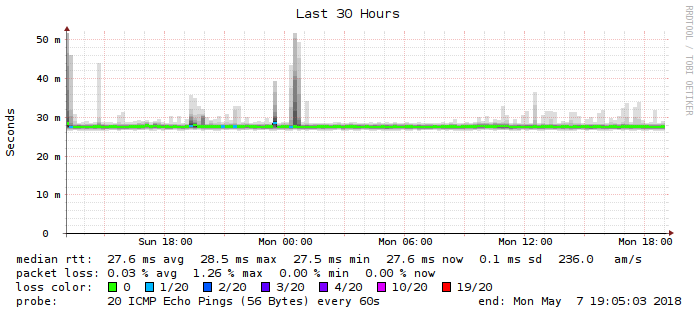 Last 30 Hours
RRDTOOL / TOBI OETIKER
Seconds
50 m
40 m
30 m
20 m
10 m
0
Sun 18:00 Mon 00:00 Mon 06:00 Mon 12:00 Mon 18:00
median rtt: 27.6 ms avg 28.5 ms max 27.5 ms min 27.6 ms now 0.1 ms sd 236.0 am/s
packet loss: 0.03 % avg 1.26 % max 0.00 % min 0.00 % now
loss color: 0 1/20 2/20 3/20 4/20 10/20 19/20
probe: 20 ICMP Echo Pings (56 Bytes) every 60s end: Mon May 7 19:05:03 2018